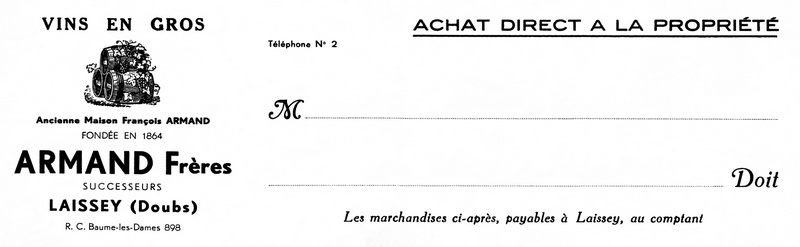 VINS EN GROS
Ancienne Maison François ARMAND
FONDÉE EN 1864
ARMAND Frères
SUCCESSEURS
LAISSEY (Doubs)
R. C. Baume-les-Dames 898
ACHAT DIRECT A LA PROPRIÉTÉ
Téléphone N° 2
M
Doit
Les marchandises ci-après, payables à Laissey, au comptant